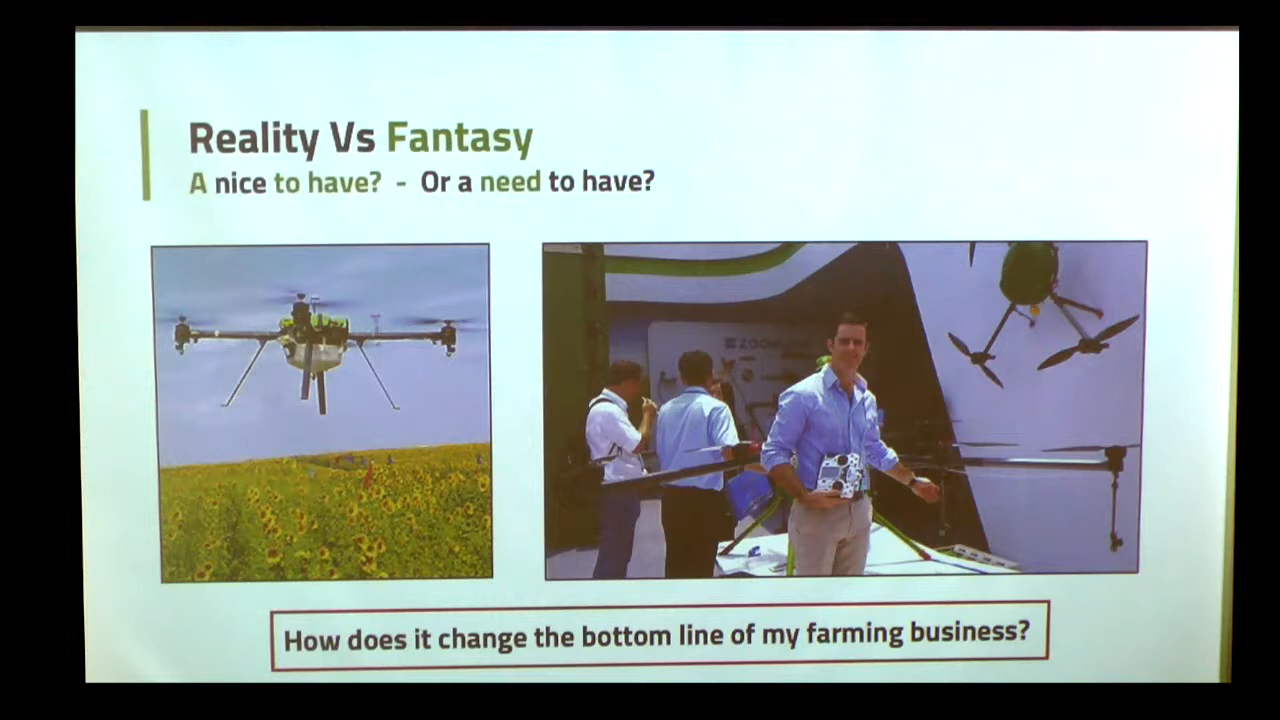 Reality Vs Fantasy
A nice to have? - Or a need to have?
How does it change the bottom line of my farming business?